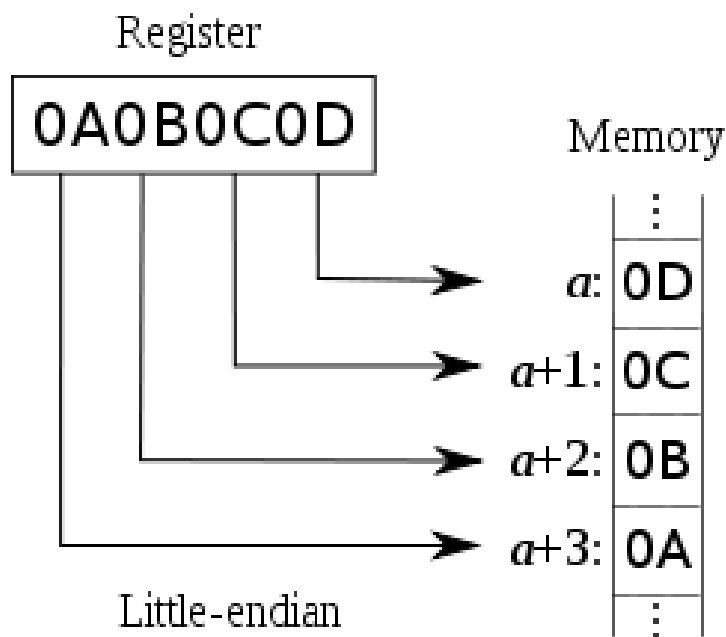 Register
0A0B0C0D
Memory
⋮
a: 0D
a+1: 0C
a+2: 0B
a+3: 0A
⋮
Little-endian